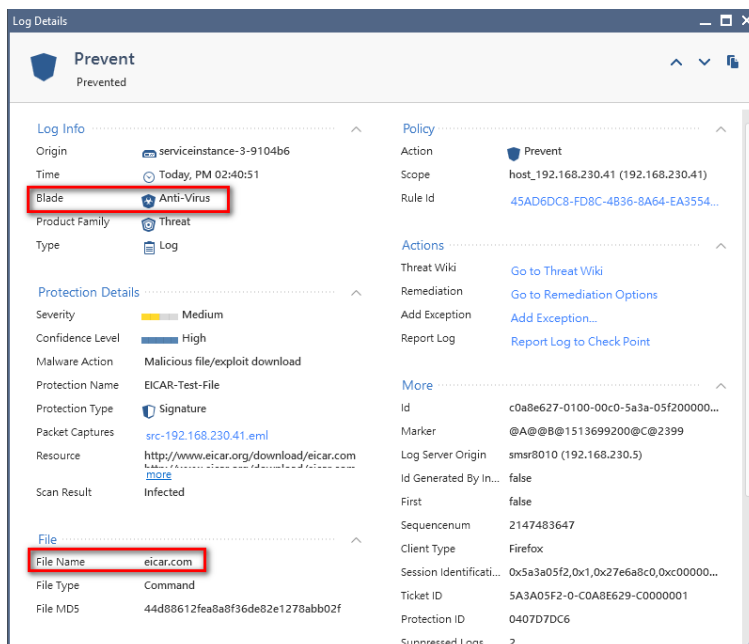 Log Details
Prevent
Prevented
Log Info
Origin serviceinstance-3-9104b6
Time Today, PM 02:40:51
Blade Anti-Virus
Product Family Threat
Type Log
Protection Details
Severity Medium
Confidence Level High
Malware Action Malicious file/exploit download
Protection Name EICAR-Test-File
Protection Type Signature
Packet Captures src-192.168.230.41.eml
Resource http://www.eicar.org/download/eicar.com
more
Scan Result Infected
File
File Name eicar.com
File Type Command
File MD5 44d88612fea8a8f36de82e1278abb02f
Policy
Action Prevent
Scope host_192.168.230.41 (192.168.230.41)
Rule Id 45AD6DC8-FD8C-4B36-8A64-EA3554...
Actions
Threat Wiki Go to Threat Wiki
Remediation Go to Remediation Options
Add Exception Add Exception...
Report Log Report Log to Check Point
More
Id c0a8e627-0100-00c0-5a3a-05f200000...
Marker @A@@B@1513699200@C@2399
Log Server Origin smsr8010 (192.168.230.5)
Id Generated By In... false
First false
Sequencenum 2147483647
Client Type Firefox
Session Identificati... 0x5a3a05f2,0x1,0x27e6a8c0,0xc00000...
Ticket ID 5A3A05F2-0-C0A8E629-C0000001
Protection ID 0407D7DC6
Suppressed Logs 2